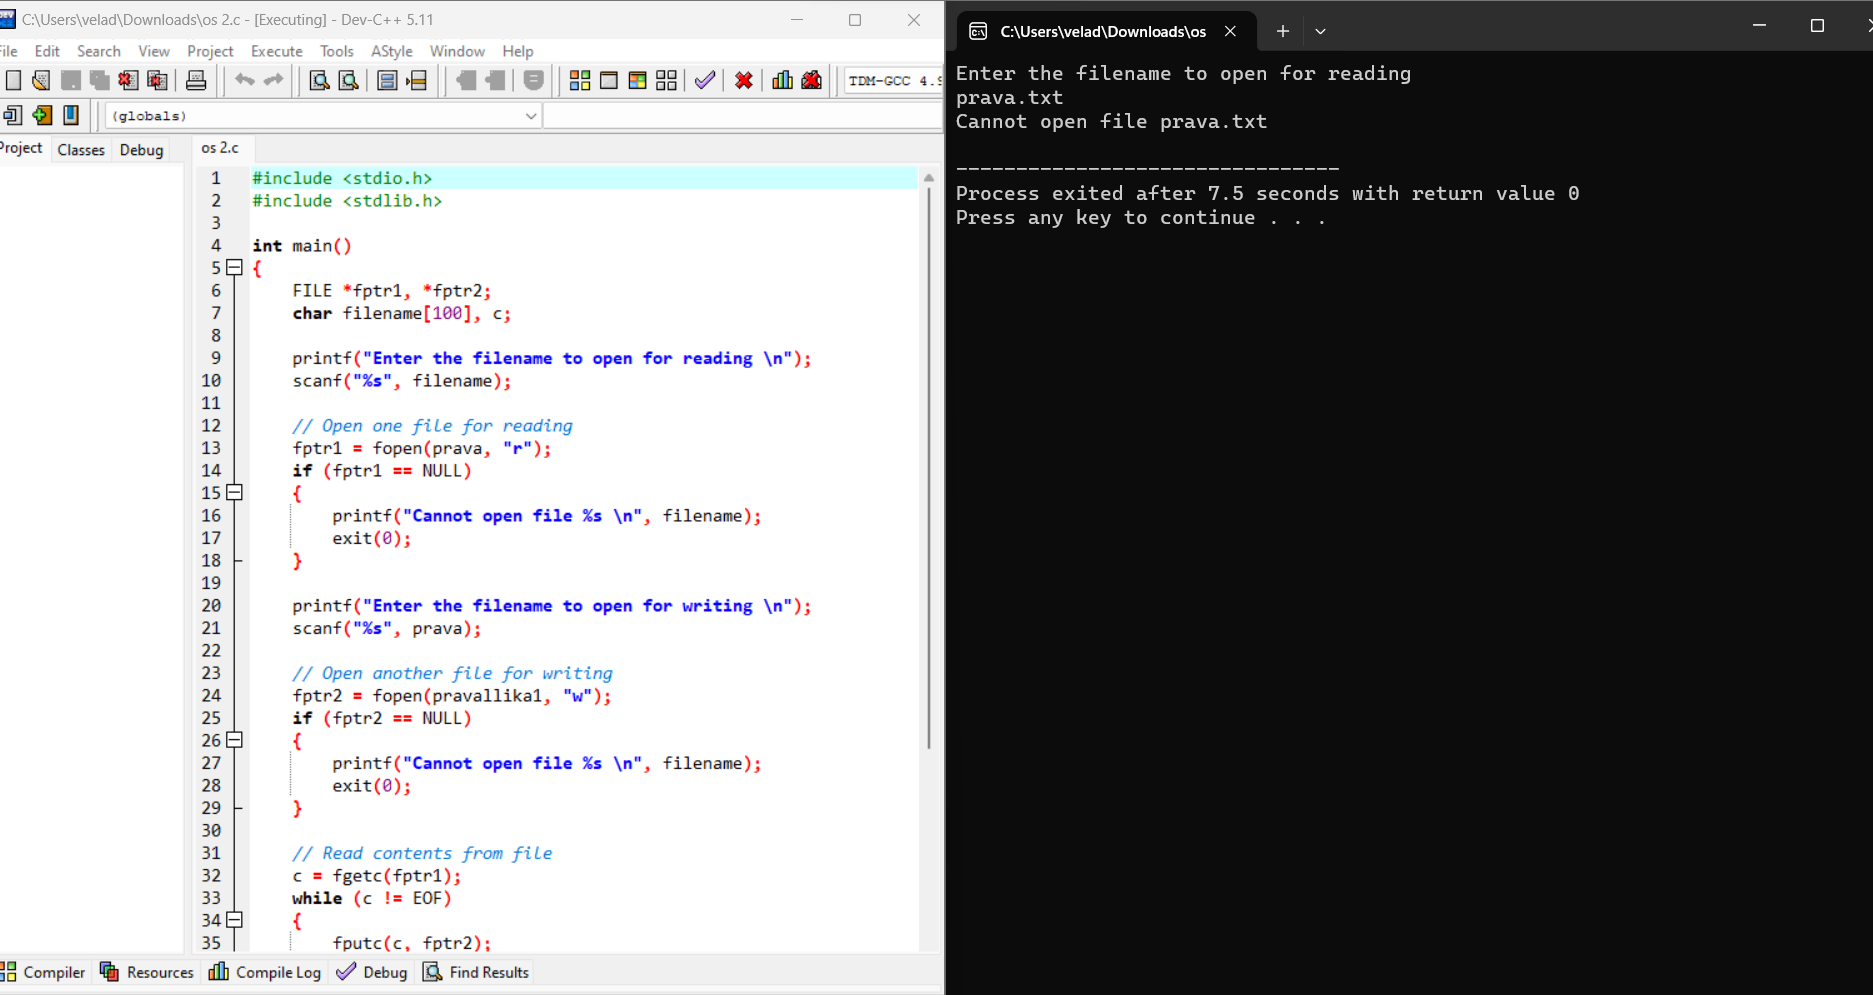 C:\Users\velad\Downloads\os 2.c - [Executing] - Dev-C++ 5.11
File Edit Search View Project Execute Tools AStyle Window Help
TDM-GCC 4.9
(globals)
Project Classes Debug
os 2.c
1 #include <stdio.h>
2 #include <stdlib.h>
3
4 int main()
5 {
6 FILE *fptr1, *fptr2;
7 char filename[100], c;
8
9 printf("Enter the filename to open for reading \n");
10 scanf("%s", filename);
11
12 // Open one file for reading
13 fptr1 = fopen(prava, "r");
14 if (fptr1 == NULL)
15 {
16 printf("Cannot open file %s \n", filename);
17 exit(0);
18 }
19
20 printf("Enter the filename to open for writing \n");
21 scanf("%s", prava);
22
23 // Open another file for writing
24 fptr2 = fopen(pravallika1, "w");
25 if (fptr2 == NULL)
26 {
27 printf("Cannot open file %s \n", filename);
28 exit(0);
29 }
30
31 // Read contents from file
32 c = fgetc(fptr1);
33 while (c != EOF)
34 {
35 fputc(c, fptr2);
Compiler Resources Compile Log Debug Find Results
C:\Users\velad\Downloads\os
Enter the filename to open for reading
prava.txt
Cannot open file prava.txt
--------------------------------
Process exited after 7.5 seconds with return value 0
Press any key to continue . . .